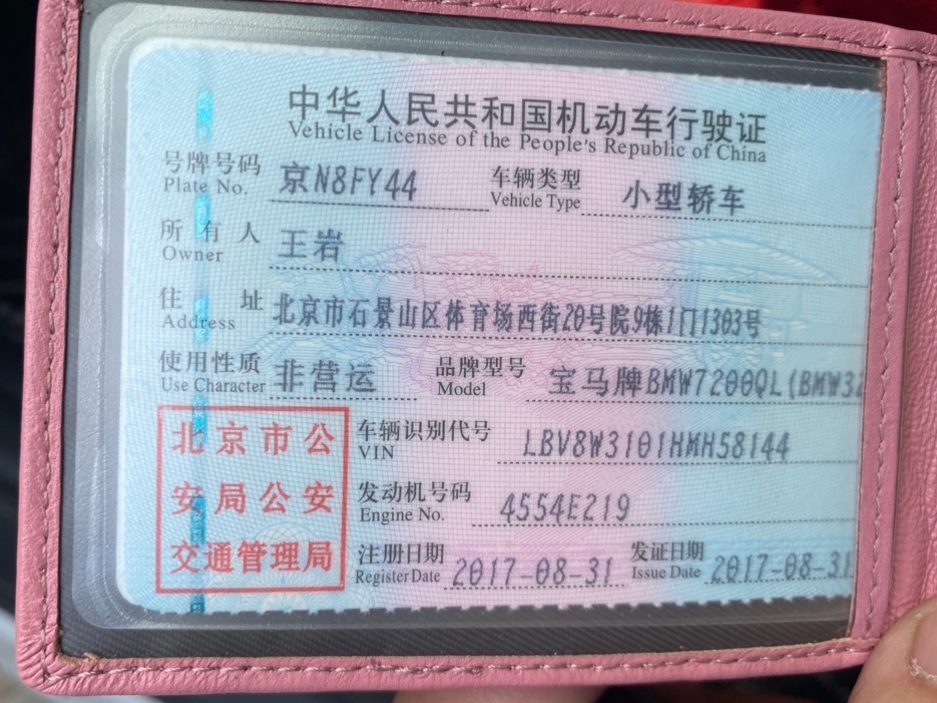 中华人民共和国机动车行驶证
Vehicle License of the People's Republic of China
号牌号码 京N8FY44 车辆类型 小型轿车
Plate No. Vehicle Type
所有人 王岩
Owner
住址 北京市石景山区体育场西街20号院9栋1门1303号
Address
使用性质 非营运 品牌型号 宝马牌BMW7200QL(BMW32
Use Character Model
北京市公 车辆识别代号 LBV8W3101HMH58144
VIN
安局公安 发动机号码 4554E219
Engine No.
交通管理局 注册日期 2017-08-31 发证日期 2017-08-31
Register Date Issue Date